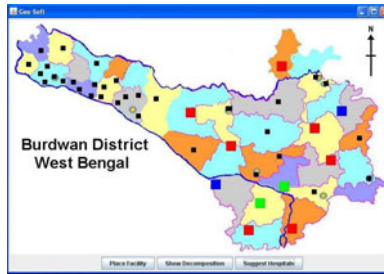 Geo-Soft
N
Burdwan District
West Bengal
Place Facility Show Decomposition Suggest Hospitals